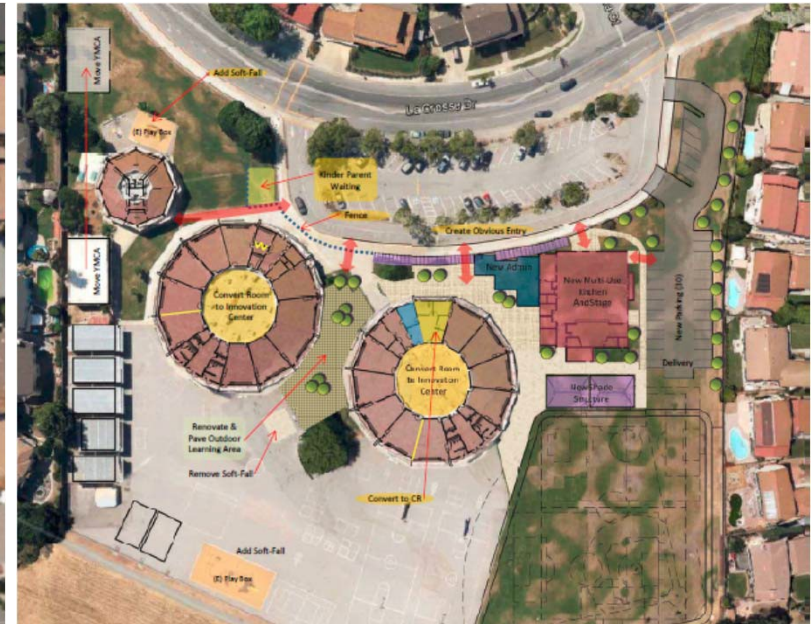 Move YMCA
Add Soft-Fall
(E) Play Box
La Crosse Dr
Kinder Parent
Waiting
Fence
Create Obvious Entry
Move YMCA
Convert Room
to Innovation
Center
New Admin
New Multi-Use
Kitchen
And Stage
New Parking (30)
Delivery
Convert Room
to Innovation
Center
New Shade
Structure
Renovate &
Pave Outdoor
Learning Area
Remove Soft-Fall
Convert to CR
Add Soft-Fall
(E) Play Box